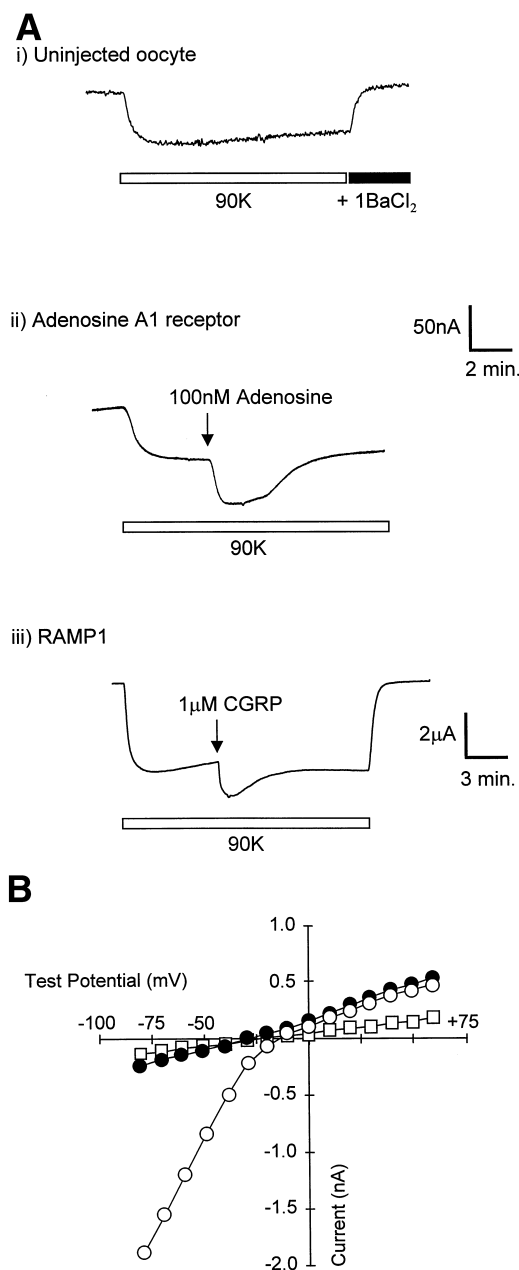 A
i) Uninjected oocyte
90K
+ 1BaCl₂
ii) Adenosine A1 receptor
50nA
2 min.
100nM Adenosine
90K
iii) RAMP1
1μM CGRP
2μA
3 min.
90K
B
1.0
Test Potential (mV)
0.5
-100 -75 -50 +75
-0.5
-1.0
-1.5
-2.0
Current (nA)